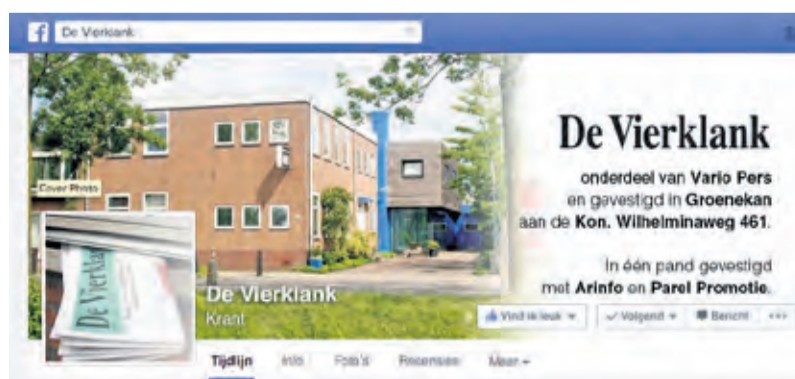 f De Vierklank
De Vierklank
onderdeel van Vario Pers
en gevestigd in Groenekan
aan de Kon. Wilhelminaweg 461.
In één pand gevestigd
met Arinfo en Parel Promotie.
Cover Photo
De Vierklank
De Vierklank
Krant
Vind ik leuk
Volgend
Bericht
Tijdlijn Info Foto's Recensies Meer